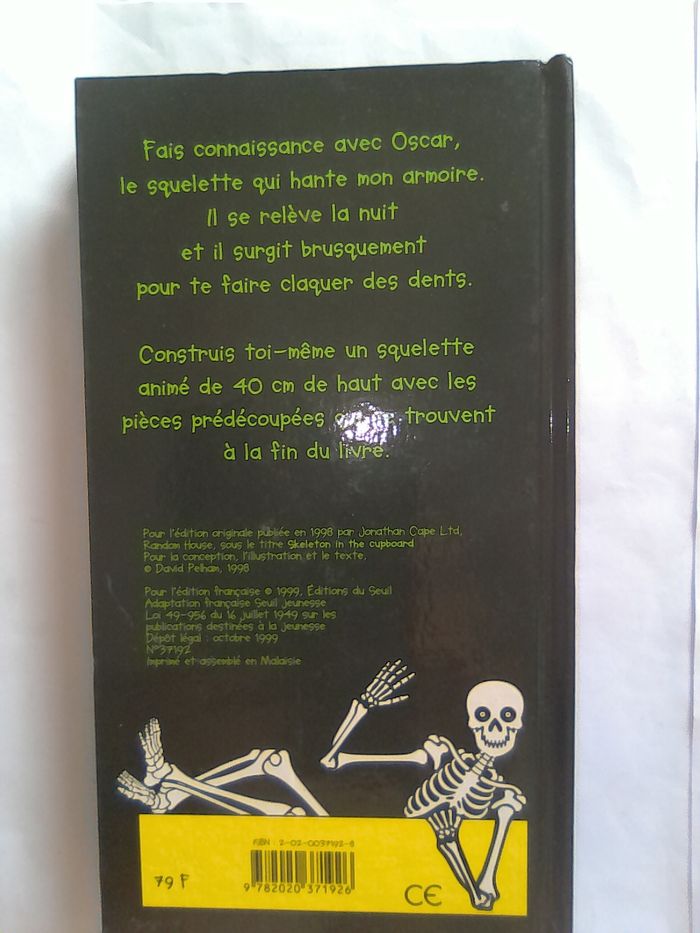 Fais connaissance avec Oscar,
le squelette qui hante mon armoire.
Il se relève la nuit
et il surgit brusquement
pour te faire claquer des dents.
Construis toi-même un squelette
animé de 40 cm de haut avec les
pièces prédécoupées trouvent
à la fin du livre.
Pour l'édition originale publiée en 1998 par Jonathan Cape Ltd,
Random House, sous le titre Skeleton in the cupboard
Pour la conception, l'illustration et le texte,
© David Pelham, 1998
Pour l'édition française © 1999, Éditions du Seuil
Adaptation française Seuil Jeunesse
Loi 49-956 du 16 juillet 1949 sur les
publications destinées à la jeunesse
Dépôt légal : octobre 1999
N°37192
Imprimé et assemblé en Malaisie
79 F
9 782020 371926
CE